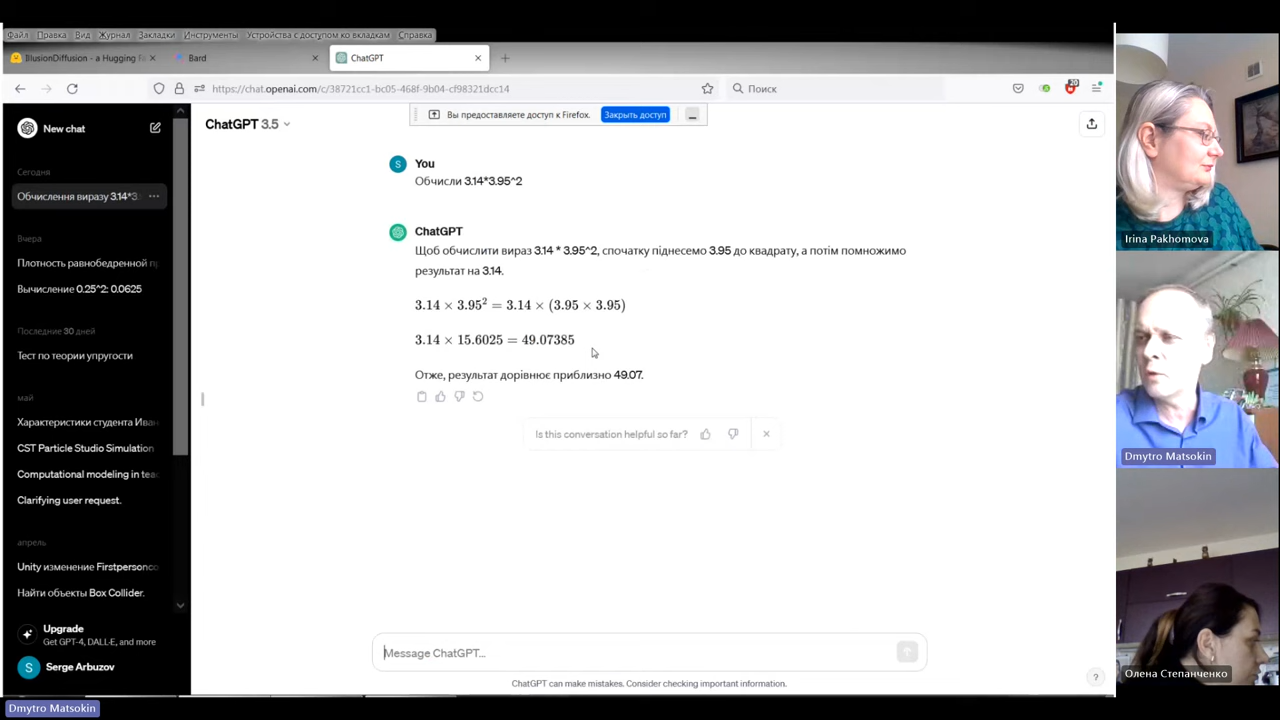 Файл Правка Вид Журнал Закладки Инструменты Устройства с доступом ко вкладкам Справка
IllusionDiffusion - a Hugging Fa
Bard
ChatGPT
https://chat.openai.com/c/38721cc1-bc05-468f-9b04-cf98321dcc14
Поиск
20
New chat
ChatGPT 3.5
Вы предоставляете доступ к Firefox.
Закрыть доступ
Сегодня
Обчислення виразу 3.14*3.
Вчера
Плотность равнобедренной п
Вычисление 0.25^2: 0.0625
Последние 30 дней
Тест по теории упругости
май
Характеристики студента Иван
CST Particle Studio Simulation
Computational modeling in tea
Clarifying user request.
апрель
Unity изменение Firstpersonco
Найти объекты Box Collider.
Upgrade
Get GPT-4, DALL·E, and more
S Serge Arbuzov
S You
Обчисли 3.14*3.95^2
ChatGPT
Щоб обчислити вираз 3.14 * 3.95^2, спочатку піднесемо 3.95 до квадрату, а потім помножимо
результат на 3.14.
3.14 × 3.95² = 3.14 × (3.95 × 3.95)
3.14 × 15.6025 = 49.07385
Отже, результат дорівнює приблизно 49.07.
Is this conversation helpful so far?
Message ChatGPT...
ChatGPT can make mistakes. Consider checking important information.
?
Irina Pakhomova
Dmytro Matsokin
Олена Степанченко
Dmytro Matsokin